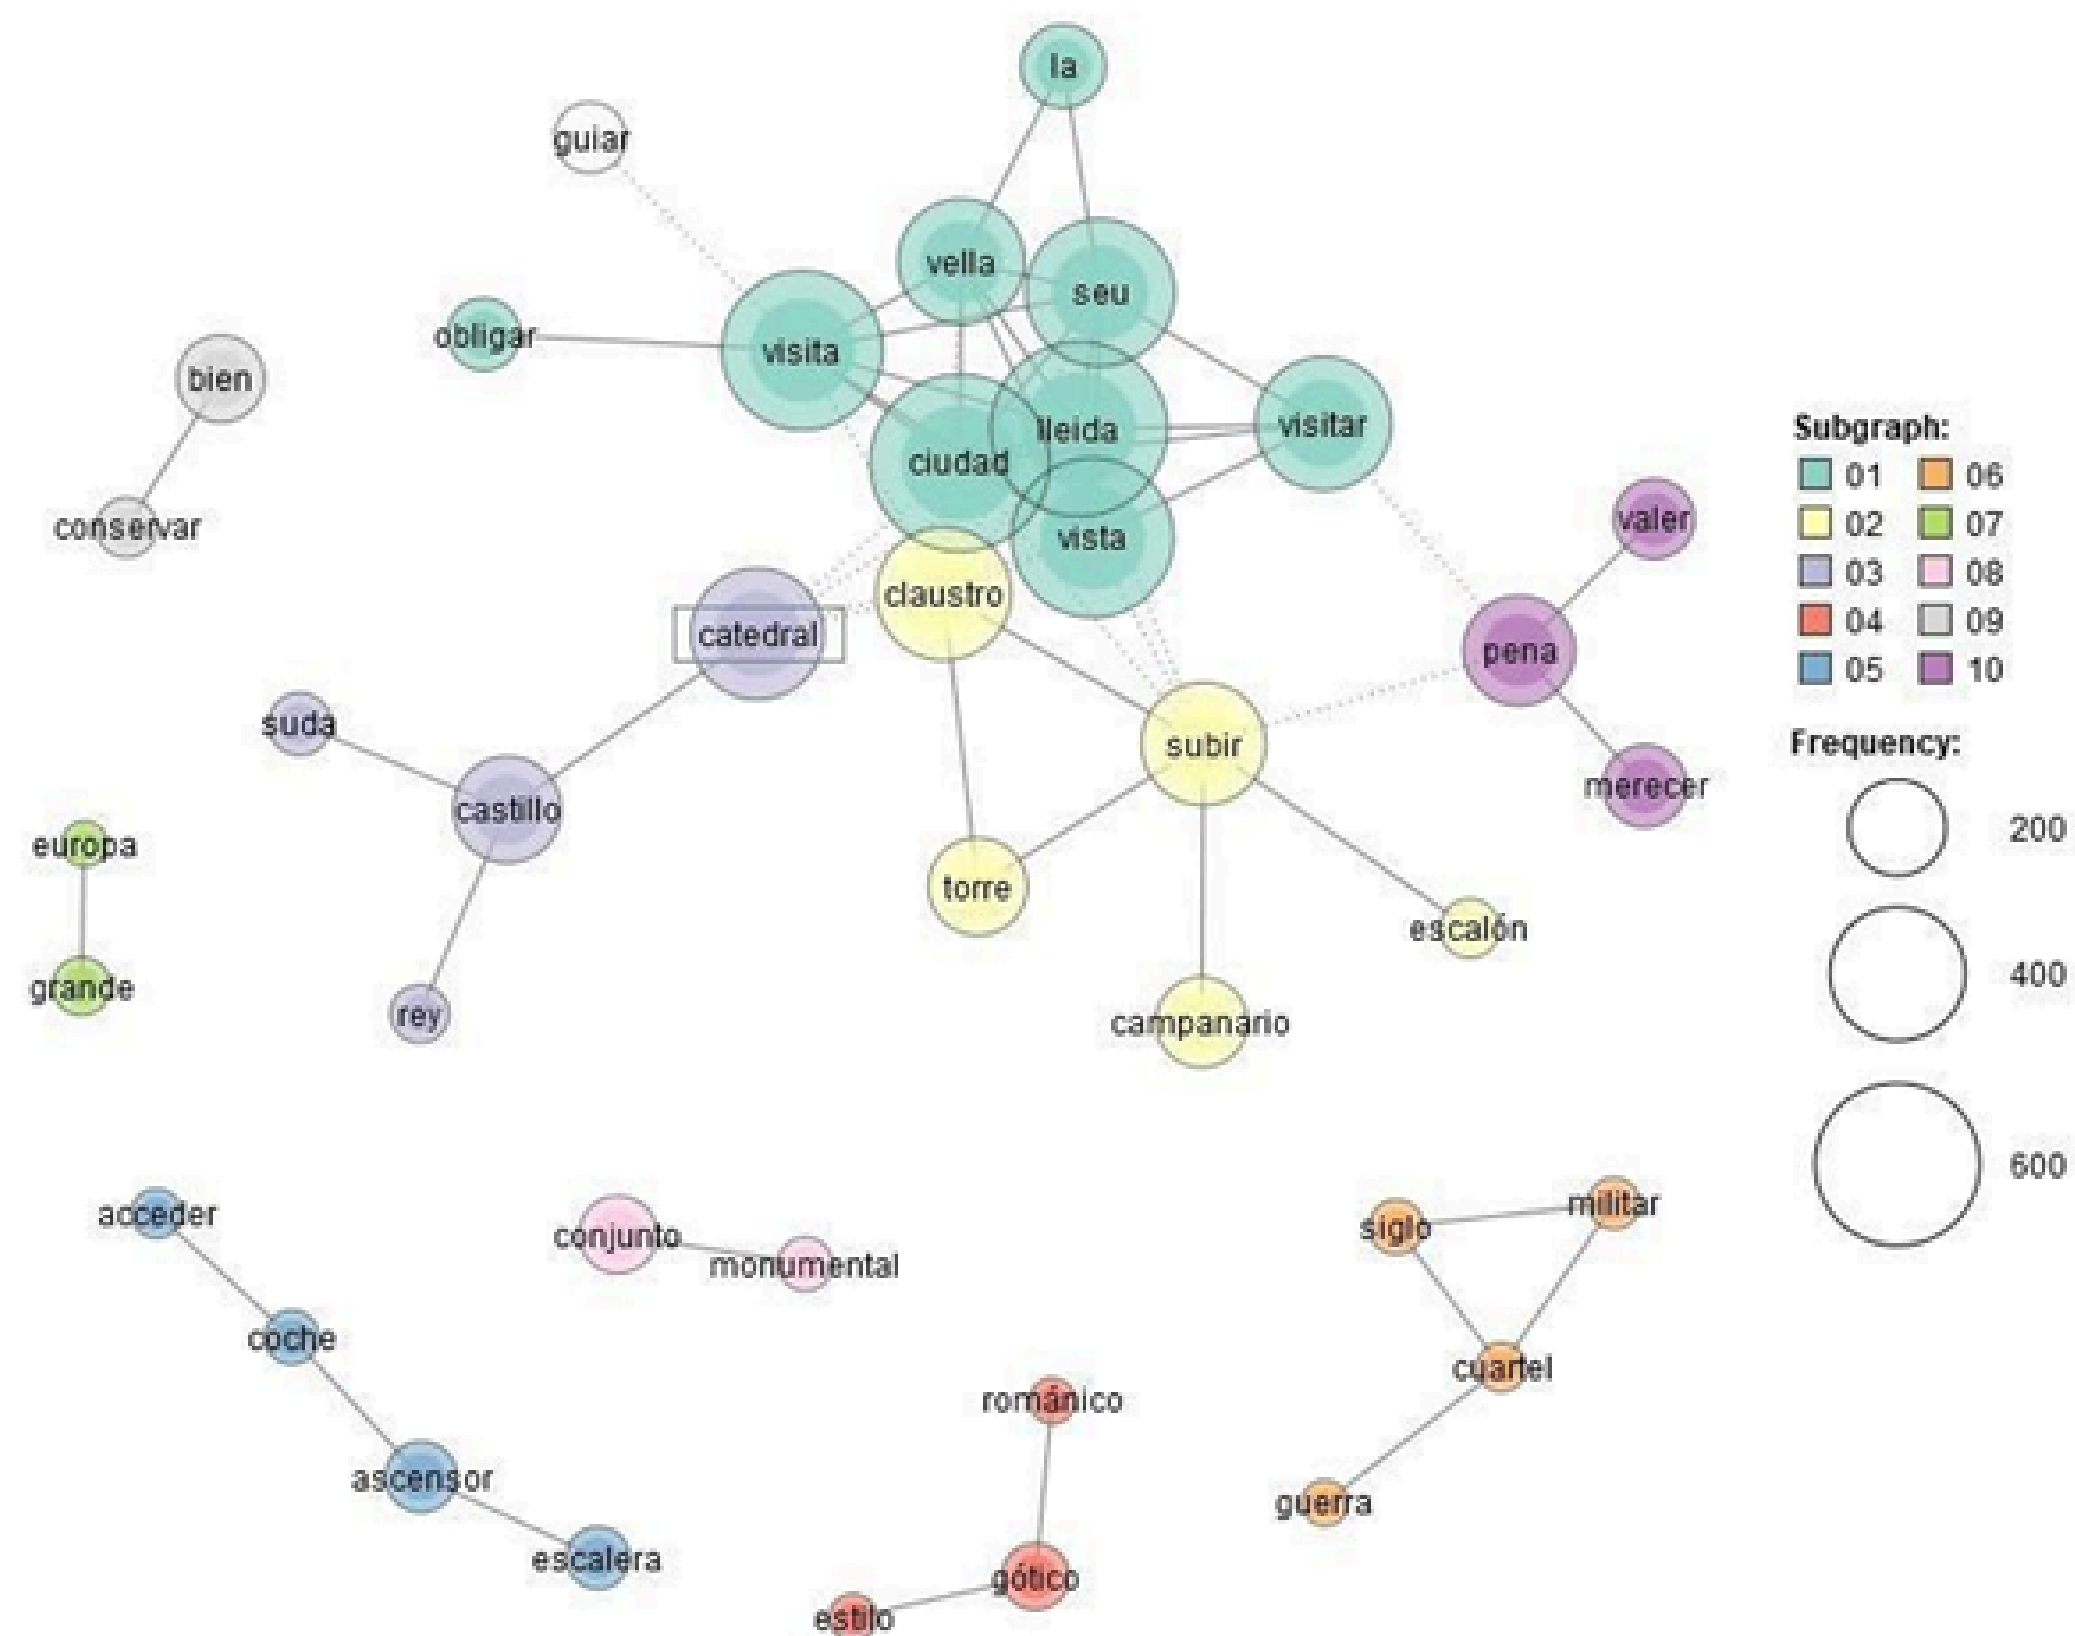 la
guiar
vella
seu
obligar
visita
bien
lleida
visitar
ciudad
Subgraph:
01 06
02 07
03 08
04 09
05 10
valer
conservar
vista
claustro
catedral
pena
suda
subir
Frequency:
merecer
castillo
200
europa
torre
escalón
400
grande
rey
campanario
600
acceder
siglo
militar
conjunto
monumental
coche
cuartel
románico
ascensor
guerra
escalera
gótico
estilo